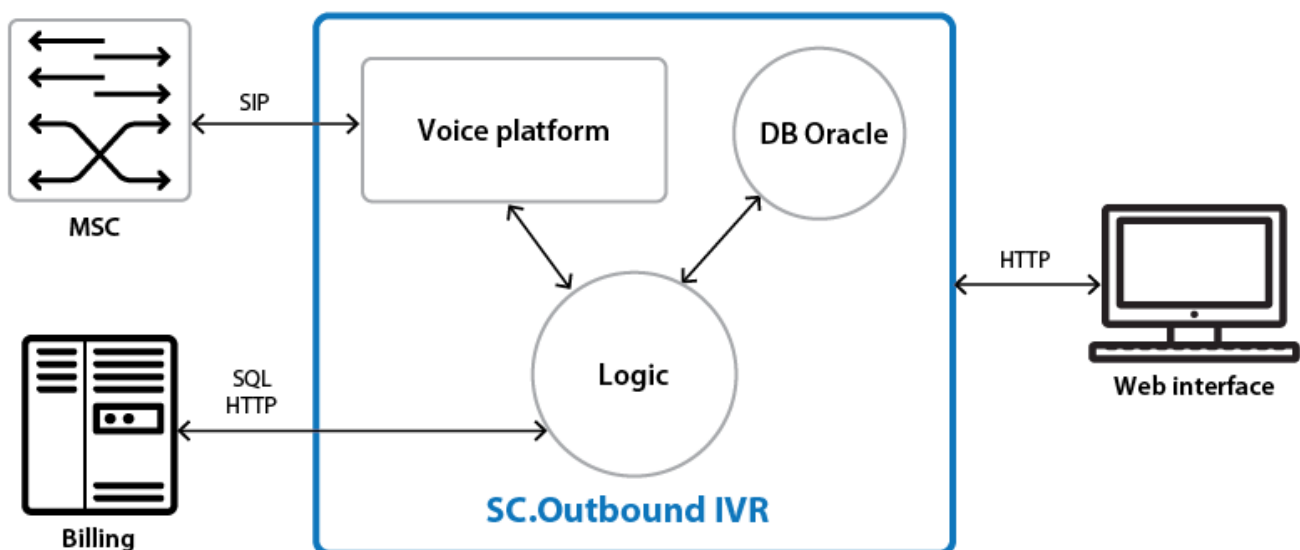 SIP
Voice platform
DB Oracle
MSC
HTTP
Logic
SQL
HTTP
Web interface
SC.Outbound IVR
Billing